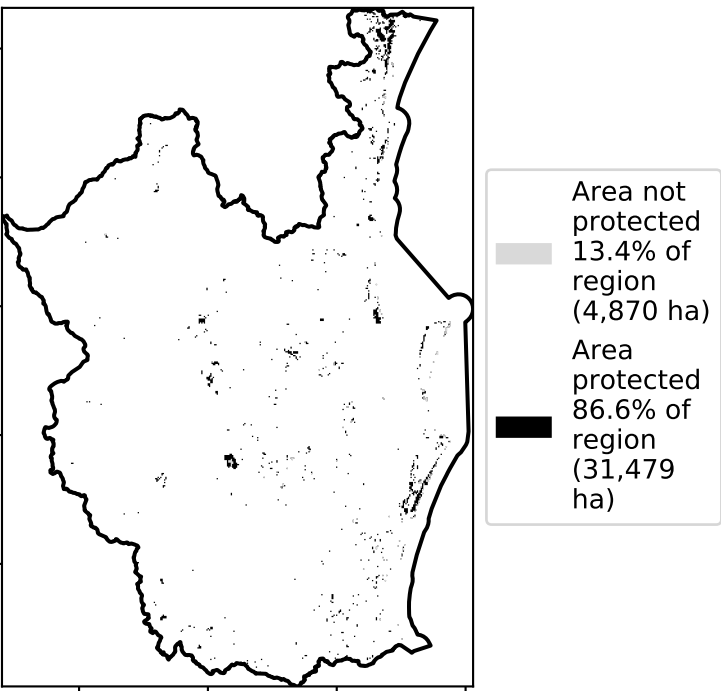 Area not
protected
13.4% of
region
(4,870 ha)
Area
protected
86.6% of
region
(31,479
ha)